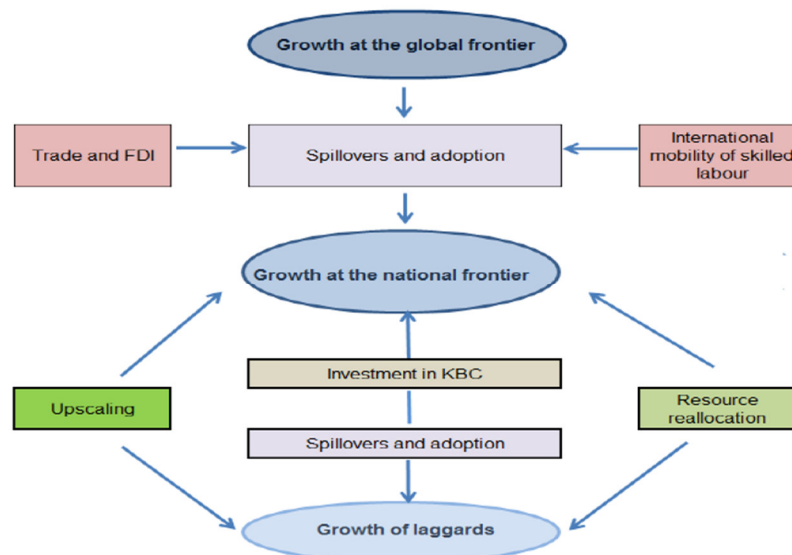 Growth at the global frontier
Trade and FDI
Spillovers and adoption
International
mobility of skilled
labour
Growth at the national frontier
Investment in KBC
Upscaling
Resource
reallocation
Spillovers and adoption
Growth of laggards